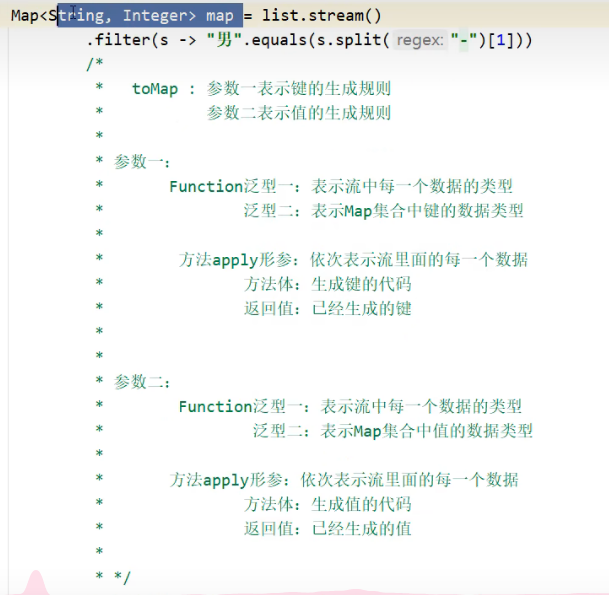 Map<String, Integer> map = list.stream()
.filter(s -> "男".equals(s.split( regex: "-")[1]))
/*
* toMap : 参数一表示键的生成规则
* 参数二表示值的生成规则
*
* 参数一：
* Function泛型一：表示流中每一个数据的类型
* 泛型二：表示Map集合中键的数据类型
*
* 方法apply形参：依次表示流里面的每一个数据
* 方法体：生成键的代码
* 返回值：已经生成的键
*
*
* 参数二：
* Function泛型一：表示流中每一个数据的类型
* 泛型二：表示Map集合中值的数据类型
*
* 方法apply形参：依次表示流里面的每一个数据
* 方法体：生成值的代码
* 返回值：已经生成的值
*
* */